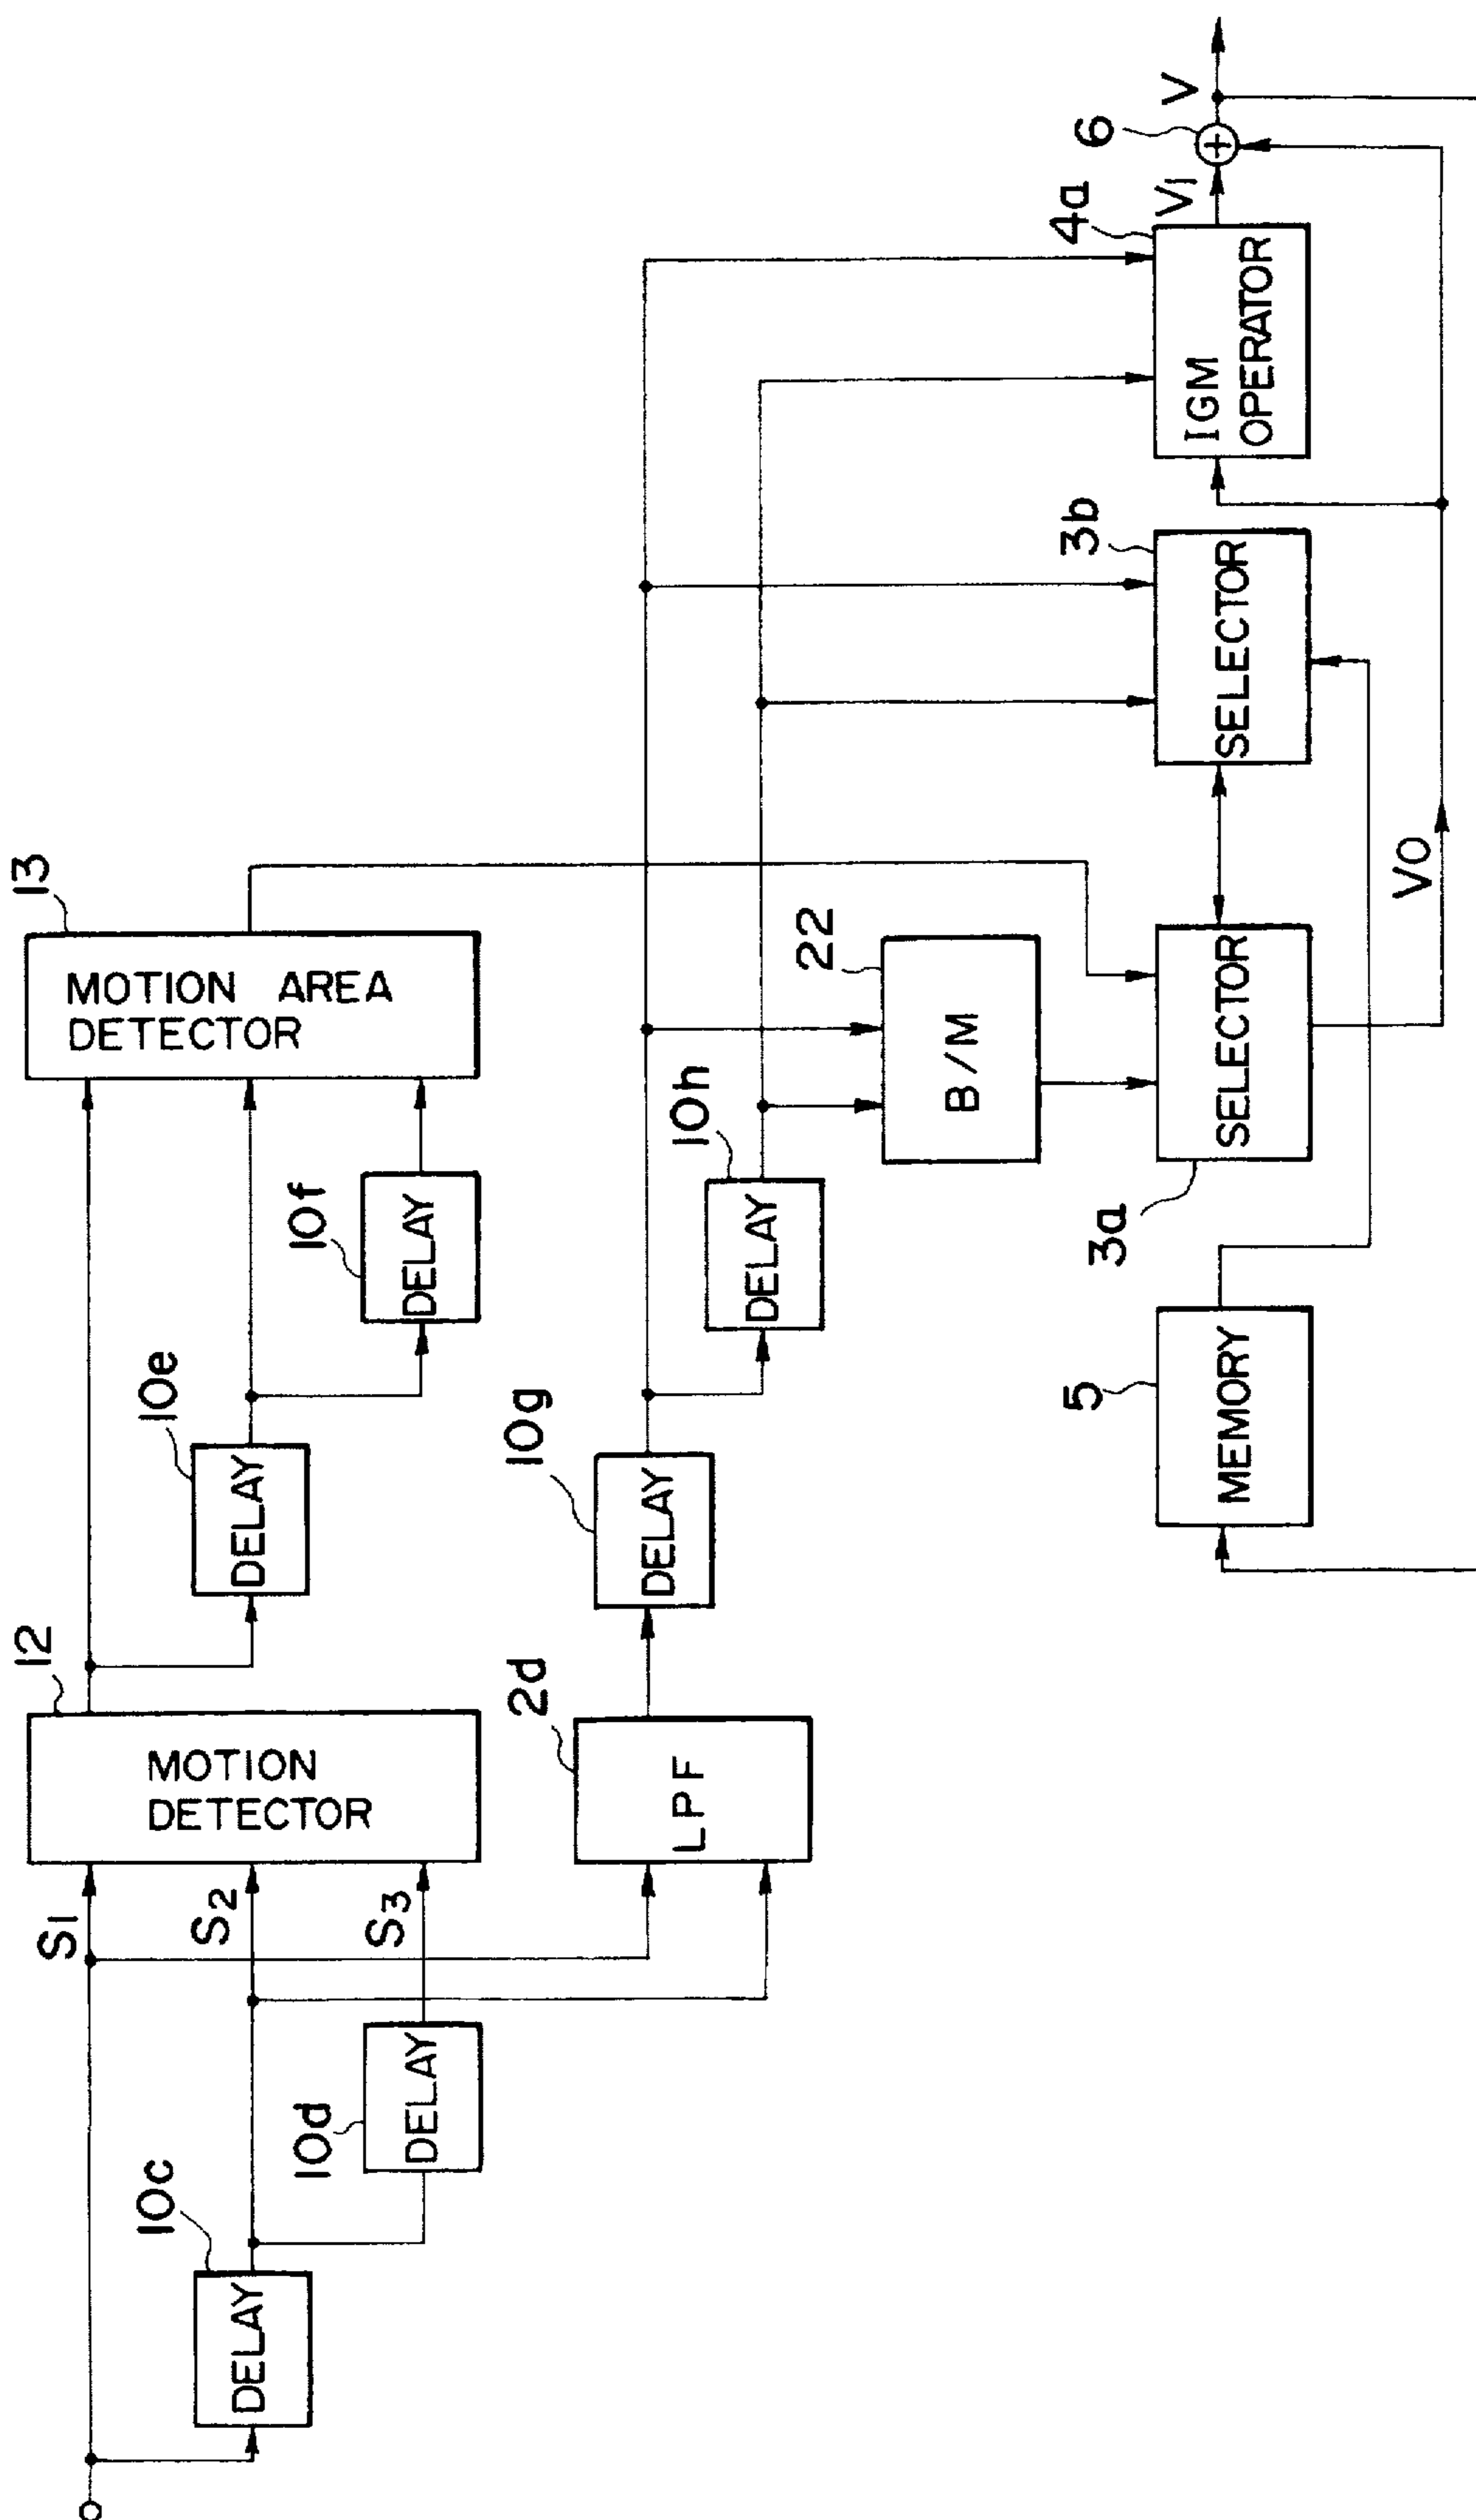 12
13
S1
MOTION
DETECTOR
MOTION AREA
DETECTOR
10c
S2
10e
DELAY
DELAY
10d
S3
10f
DELAY
DELAY
2d
10g
LPF
DELAY
10h
DELAY
22
B/M
5
3a
3b
4a
6
V1
V
MEMORY
SELECTOR
SELECTOR
IGM
OPERATOR
+
V0